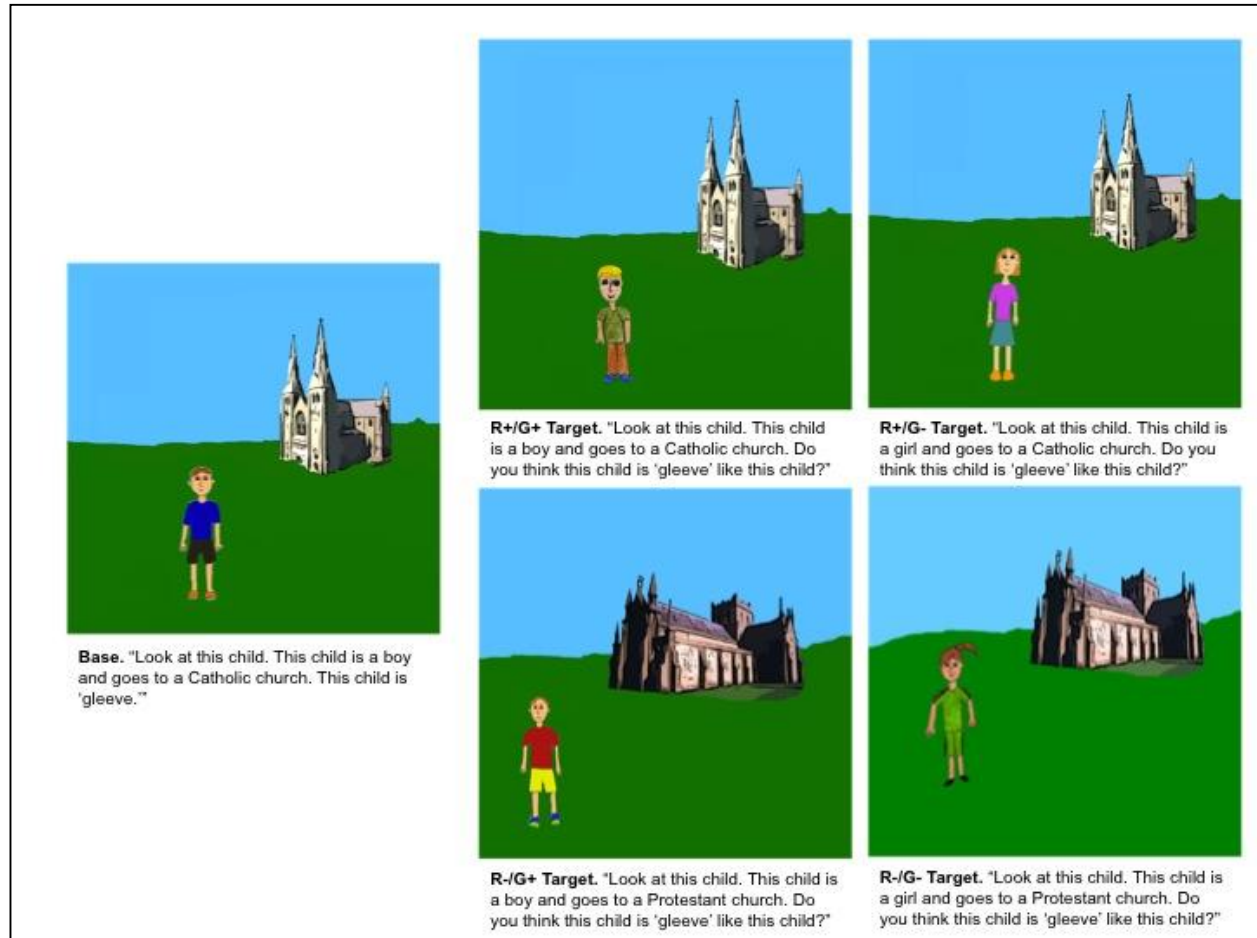 Base. “Look at this child. This child is a boy
and goes to a Catholic church. This child is
‘gleeve.’”
R+/G+ Target. “Look at this child. This child
is a boy and goes to a Catholic church. Do
you think this child is ‘gleeve’ like this child?”
R+/G- Target. “Look at this child. This child is
a girl and goes to a Catholic church. Do you
think this child is ‘gleeve’ like this child?”
R-/G+ Target. “Look at this child. This child is
a boy and goes to a Protestant church. Do
you think this child is ‘gleeve’ like this child?”
R-/G- Target. “Look at this child. This child is
a girl and goes to a Protestant church. Do
you think this child is ‘gleeve’ like this child?”